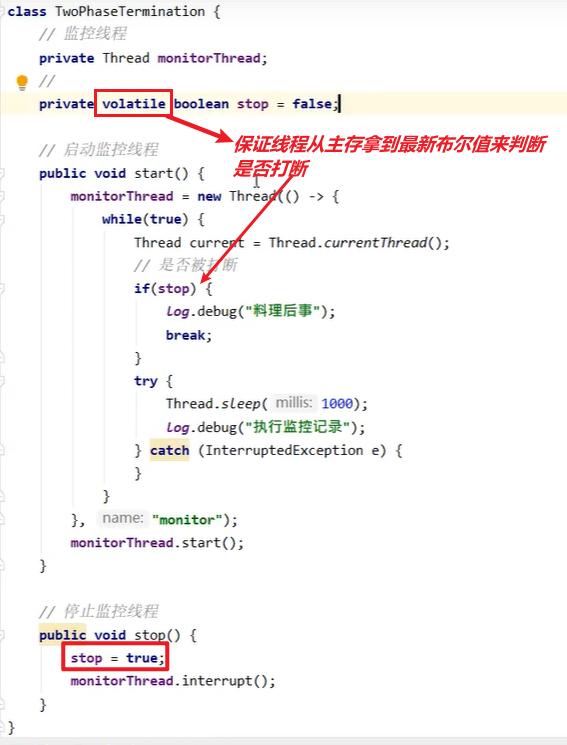 class TwoPhaseTermination {
// 监控线程
private Thread monitorThread;
//
private volatile boolean stop = false;
保证线程从主存拿到最新布尔值来判断
是否打断
// 启动监控线程
public void start() {
monitorThread = new Thread(() -> {
while(true) {
Thread current = Thread.currentThread();
// 是否被打断
if(stop) {
log.debug("料理后事");
break;
}
try {
Thread.sleep( millis: 1000);
log.debug("执行监控记录");
} catch (InterruptedException e) {
}
}
}, name: "monitor");
monitorThread.start();
}
// 停止监控线程
public void stop() {
stop = true;
monitorThread.interrupt();
}
}